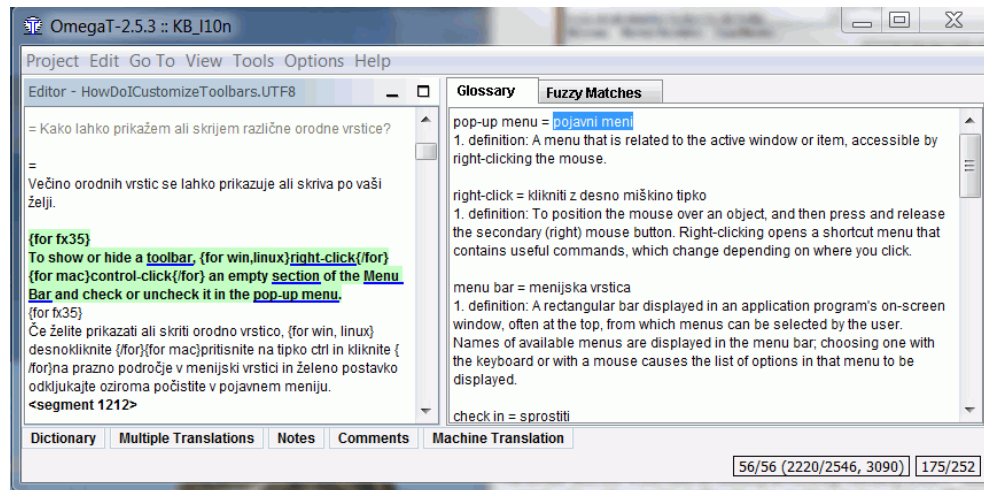 OmegaT-2.5.3 :: KB_l10n
Project Edit Go To View Tools Options Help
Editor - HowDoICustomizeToolbars.UTF8
= Kako lahko prikažem ali skrijem različne orodne vrstice?
=
Večino orodnih vrstic se lahko prikazuje ali skriva po vaši
želji.
{for fx35}
To show or hide a toolbar, {for win,linux}right-click{/for}
{for mac}control-click{/for} an empty section of the Menu
Bar and check or uncheck it in the pop-up menu.
{for fx35}
Če želite prikazati ali skriti orodno vrstico, {for win, linux}
desnokliknite {/for}{for mac}pritisnite na tipko ctrl in kliknite {
/for}na prazno področje v menijski vrstici in želeno postavko
odkljukajte oziroma počistite v pojavnem meniju.
<segment 1212>
Glossary Fuzzy Matches
pop-up menu = pojavni meni
1. definition: A menu that is related to the active window or item, accessible by
right-clicking the mouse.
right-click = klikniti z desno miškino tipko
1. definition: To position the mouse over an object, and then press and release
the secondary (right) mouse button. Right-clicking opens a shortcut menu that
contains useful commands, which change depending on where you click.
menu bar = menijska vrstica
1. definition: A rectangular bar displayed in an application program's on-screen
window, often at the top, from which menus can be selected by the user.
Names of available menus are displayed in the menu bar; choosing one with
the keyboard or with a mouse causes the list of options in that menu to be
displayed.
check in = sprostiti
Dictionary Multiple Translations Notes Comments Machine Translation
56/56 (2220/2546, 3090) 175/252